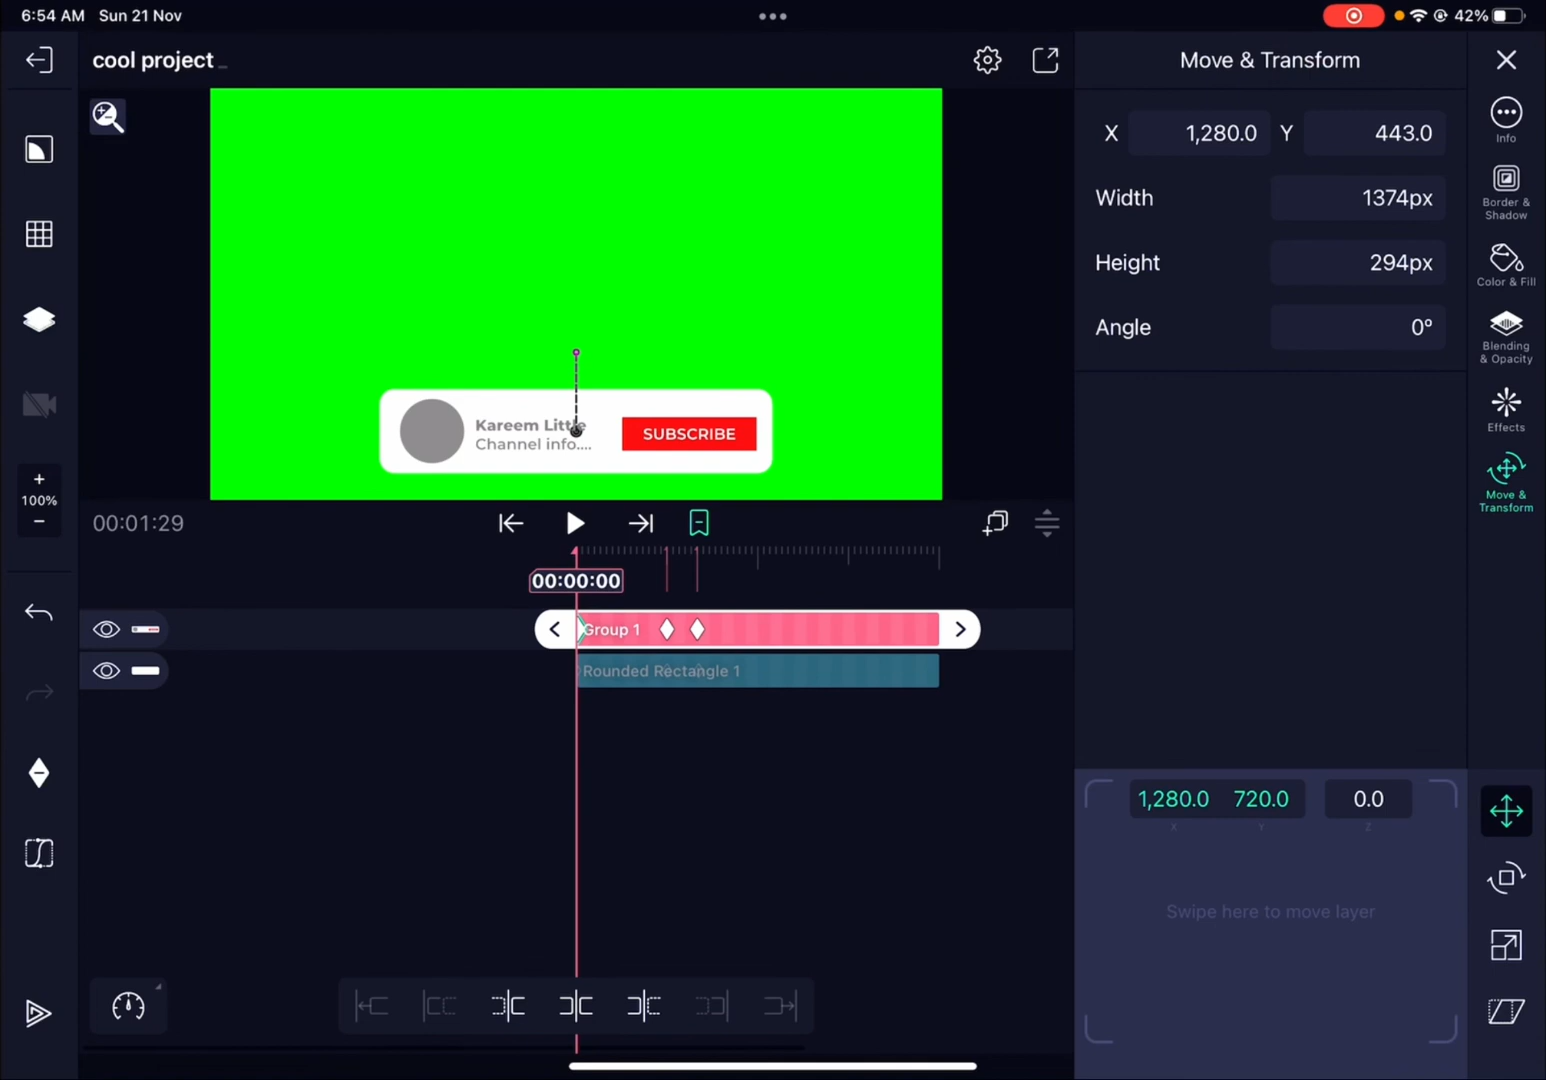 6:54 AM Sun 21 Nov
42%
cool project_
Move & Transform
X 1,280.0 Y 443.0
Width 1374px
Height 294px
Angle 0°
Info
Border &
Shadow
Color & Fill
Blending
& Opacity
Effects
Move &
Transform
Kareem Little
Channel info....
SUBSCRIBE
+
100%
−
00:01:29
00:00:00
Group 1
Rounded Rectangle 1
1,280.0 720.0 0.0
X Y Z
Swipe here to move layer